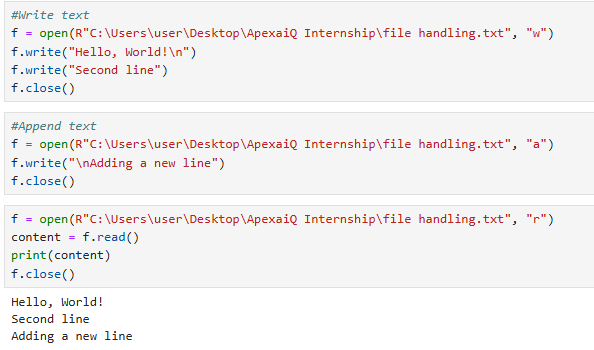 #Write text
f = open(R"C:\Users\user\Desktop\ApexaiQ Internship\file handling.txt", "w")
f.write("Hello, World!\n")
f.write("Second line")
f.close()
#Append text
f = open(R"C:\Users\user\Desktop\ApexaiQ Internship\file handling.txt", "a")
f.write("\nAdding a new line")
f.close()
f = open(R"C:\Users\user\Desktop\ApexaiQ Internship\file handling.txt", "r")
content = f.read()
print(content)
f.close()
Hello, World!
Second line
Adding a new line